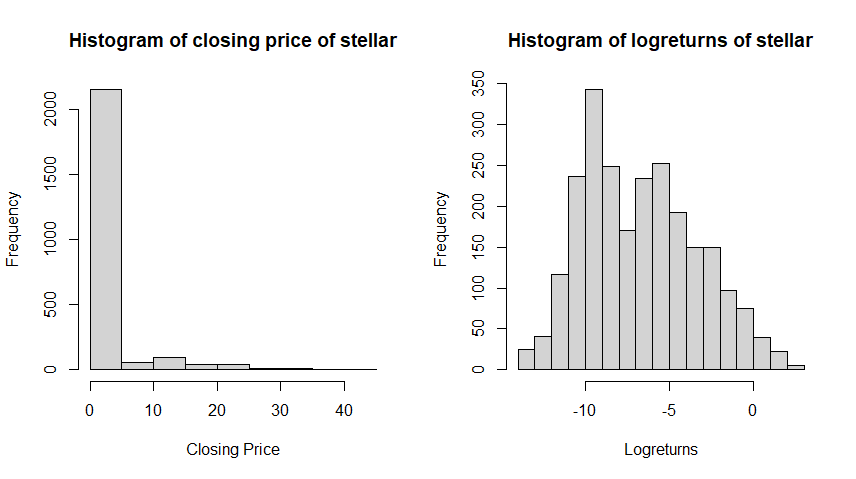 Histogram of closing price of stellar
Frequency
2000
1500
1000
500
0
0 10 20 30 40
Closing Price
Histogram of logreturns of stellar
Frequency
350
300
250
200
150
100
50
0
-10 -5 0
Logreturns